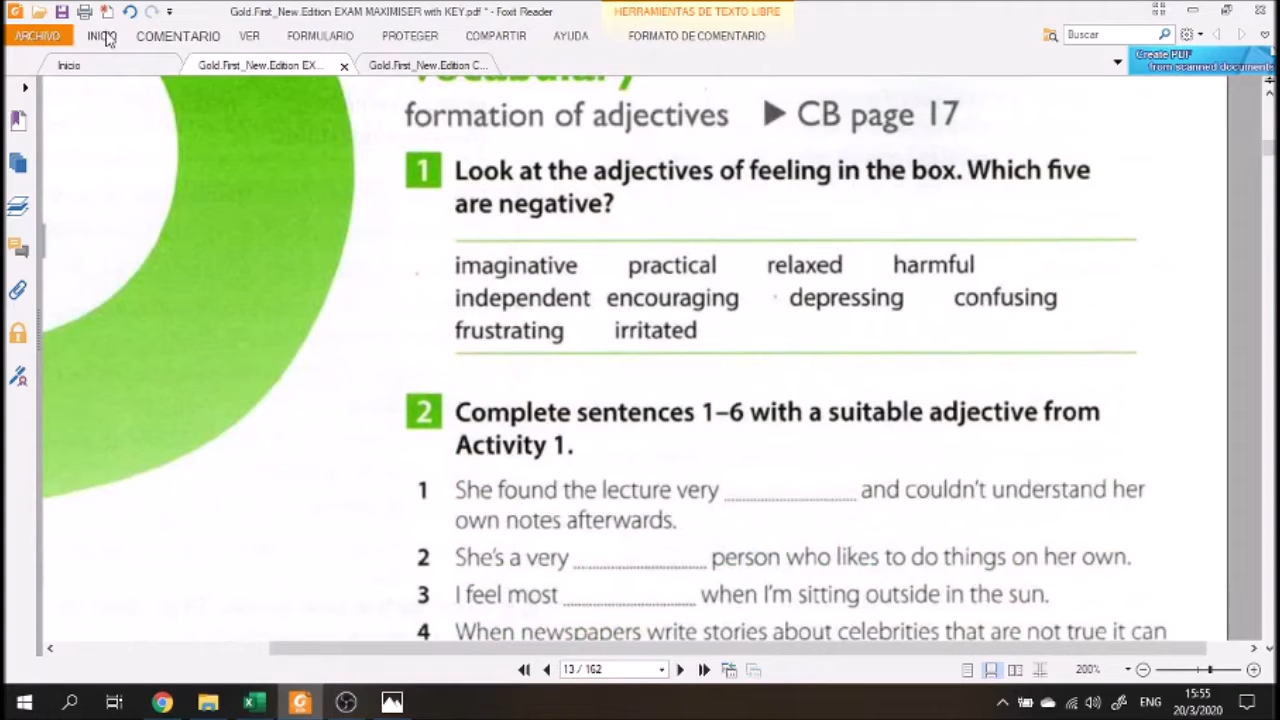 Gold.First_New.Edition EXAM MAXIMISER with KEY.pdf * - Foxit Reader
HERRAMIENTAS DE TEXTO LIBRE
ARCHIVO INICIO COMENTARIO VER FORMULARIO PROTEGER COMPARTIR AYUDA FORMATO DE COMENTARIO
Buscar
Inicio Gold.First_New.Edition EX... Gold.First_New.Edition C...
Create PDF
from scanned documents
Vocabulary
formation of adjectives ▶ CB page 17
1 Look at the adjectives of feeling in the box. Which five
are negative?
imaginative practical relaxed harmful
independent encouraging depressing confusing
frustrating irritated
2 Complete sentences 1–6 with a suitable adjective from
Activity 1.
1 She found the lecture very ............ and couldn't understand her
own notes afterwards.
2 She's a very ............ person who likes to do things on her own.
3 I feel most ............ when I'm sitting outside in the sun.
4 When newspapers write stories about celebrities that are not true it can
13 / 162
200%
ENG
15:55
20/3/2020